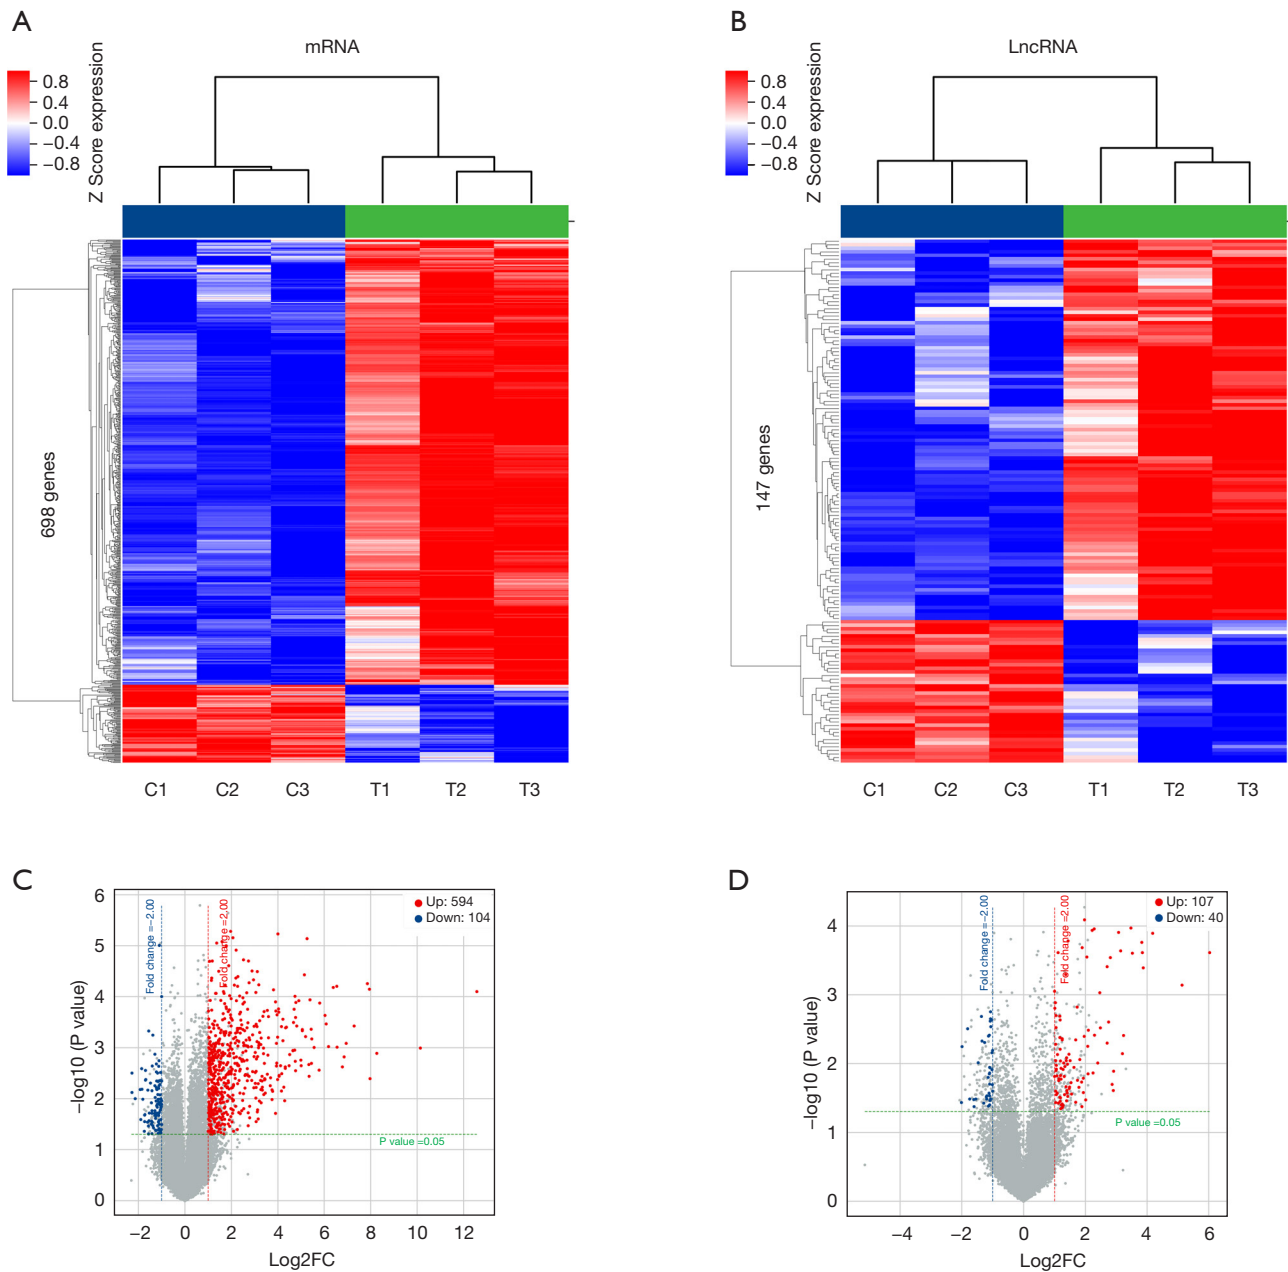 A
mRNA
0.8
0.4
0.0
−0.4
−0.8
Z Score expression
698 genes
C1 C2 C3 T1 T2 T3
B
LncRNA
0.8
0.4
0.0
−0.4
−0.8
Z Score expression
147 genes
C1 C2 C3 T1 T2 T3
C
Up: 594
Down: 104
Fold change =−2.00
Fold change =2.00
P value =0.05
6
5
4
3
2
1
0
−log10 (P value)
−2 0 2 4 6 8 10 12
Log2FC
D
Up: 107
Down: 40
Fold change =−2.00
Fold change =2.00
P value =0.05
4
3
2
1
0
−log10 (P value)
−4 −2 0 2 4 6
Log2FC